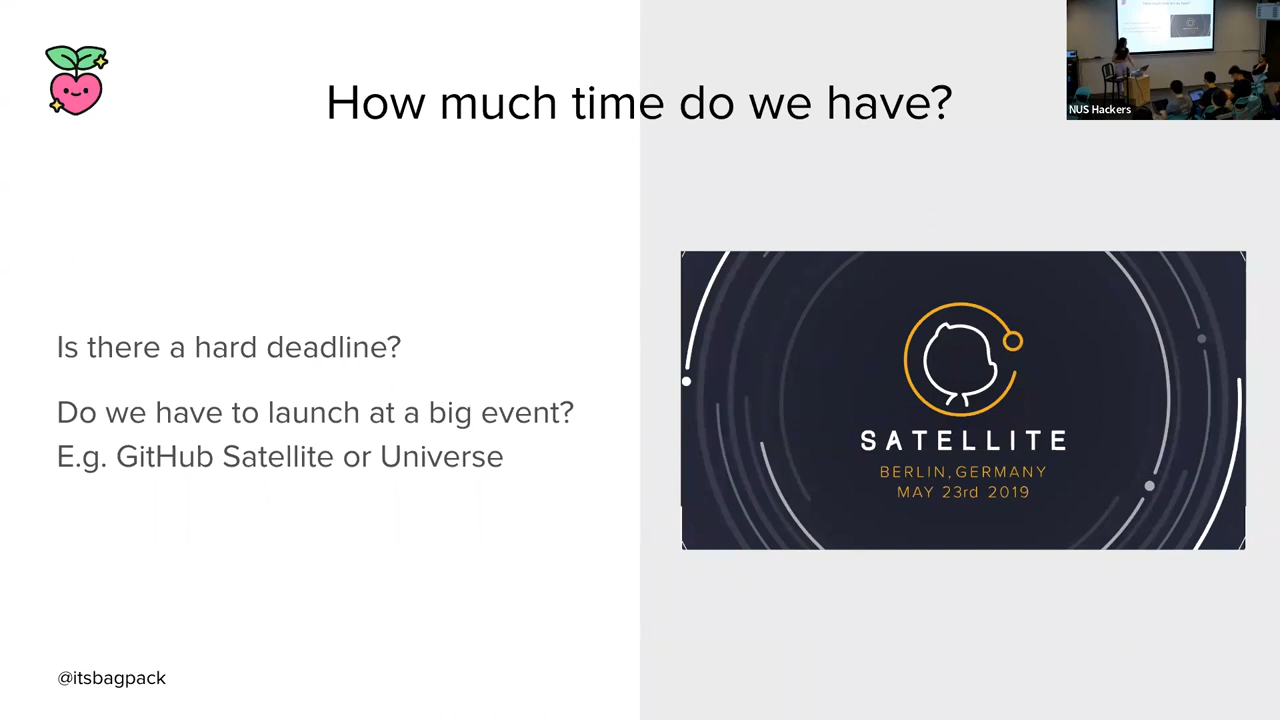 How much time do we have?
NUS Hackers
Is there a hard deadline?
Do we have to launch at a big event?
E.g. GitHub Satellite or Universe
SATELLITE
BERLIN, GERMANY
MAY 23rd 2019
@itsbagpack